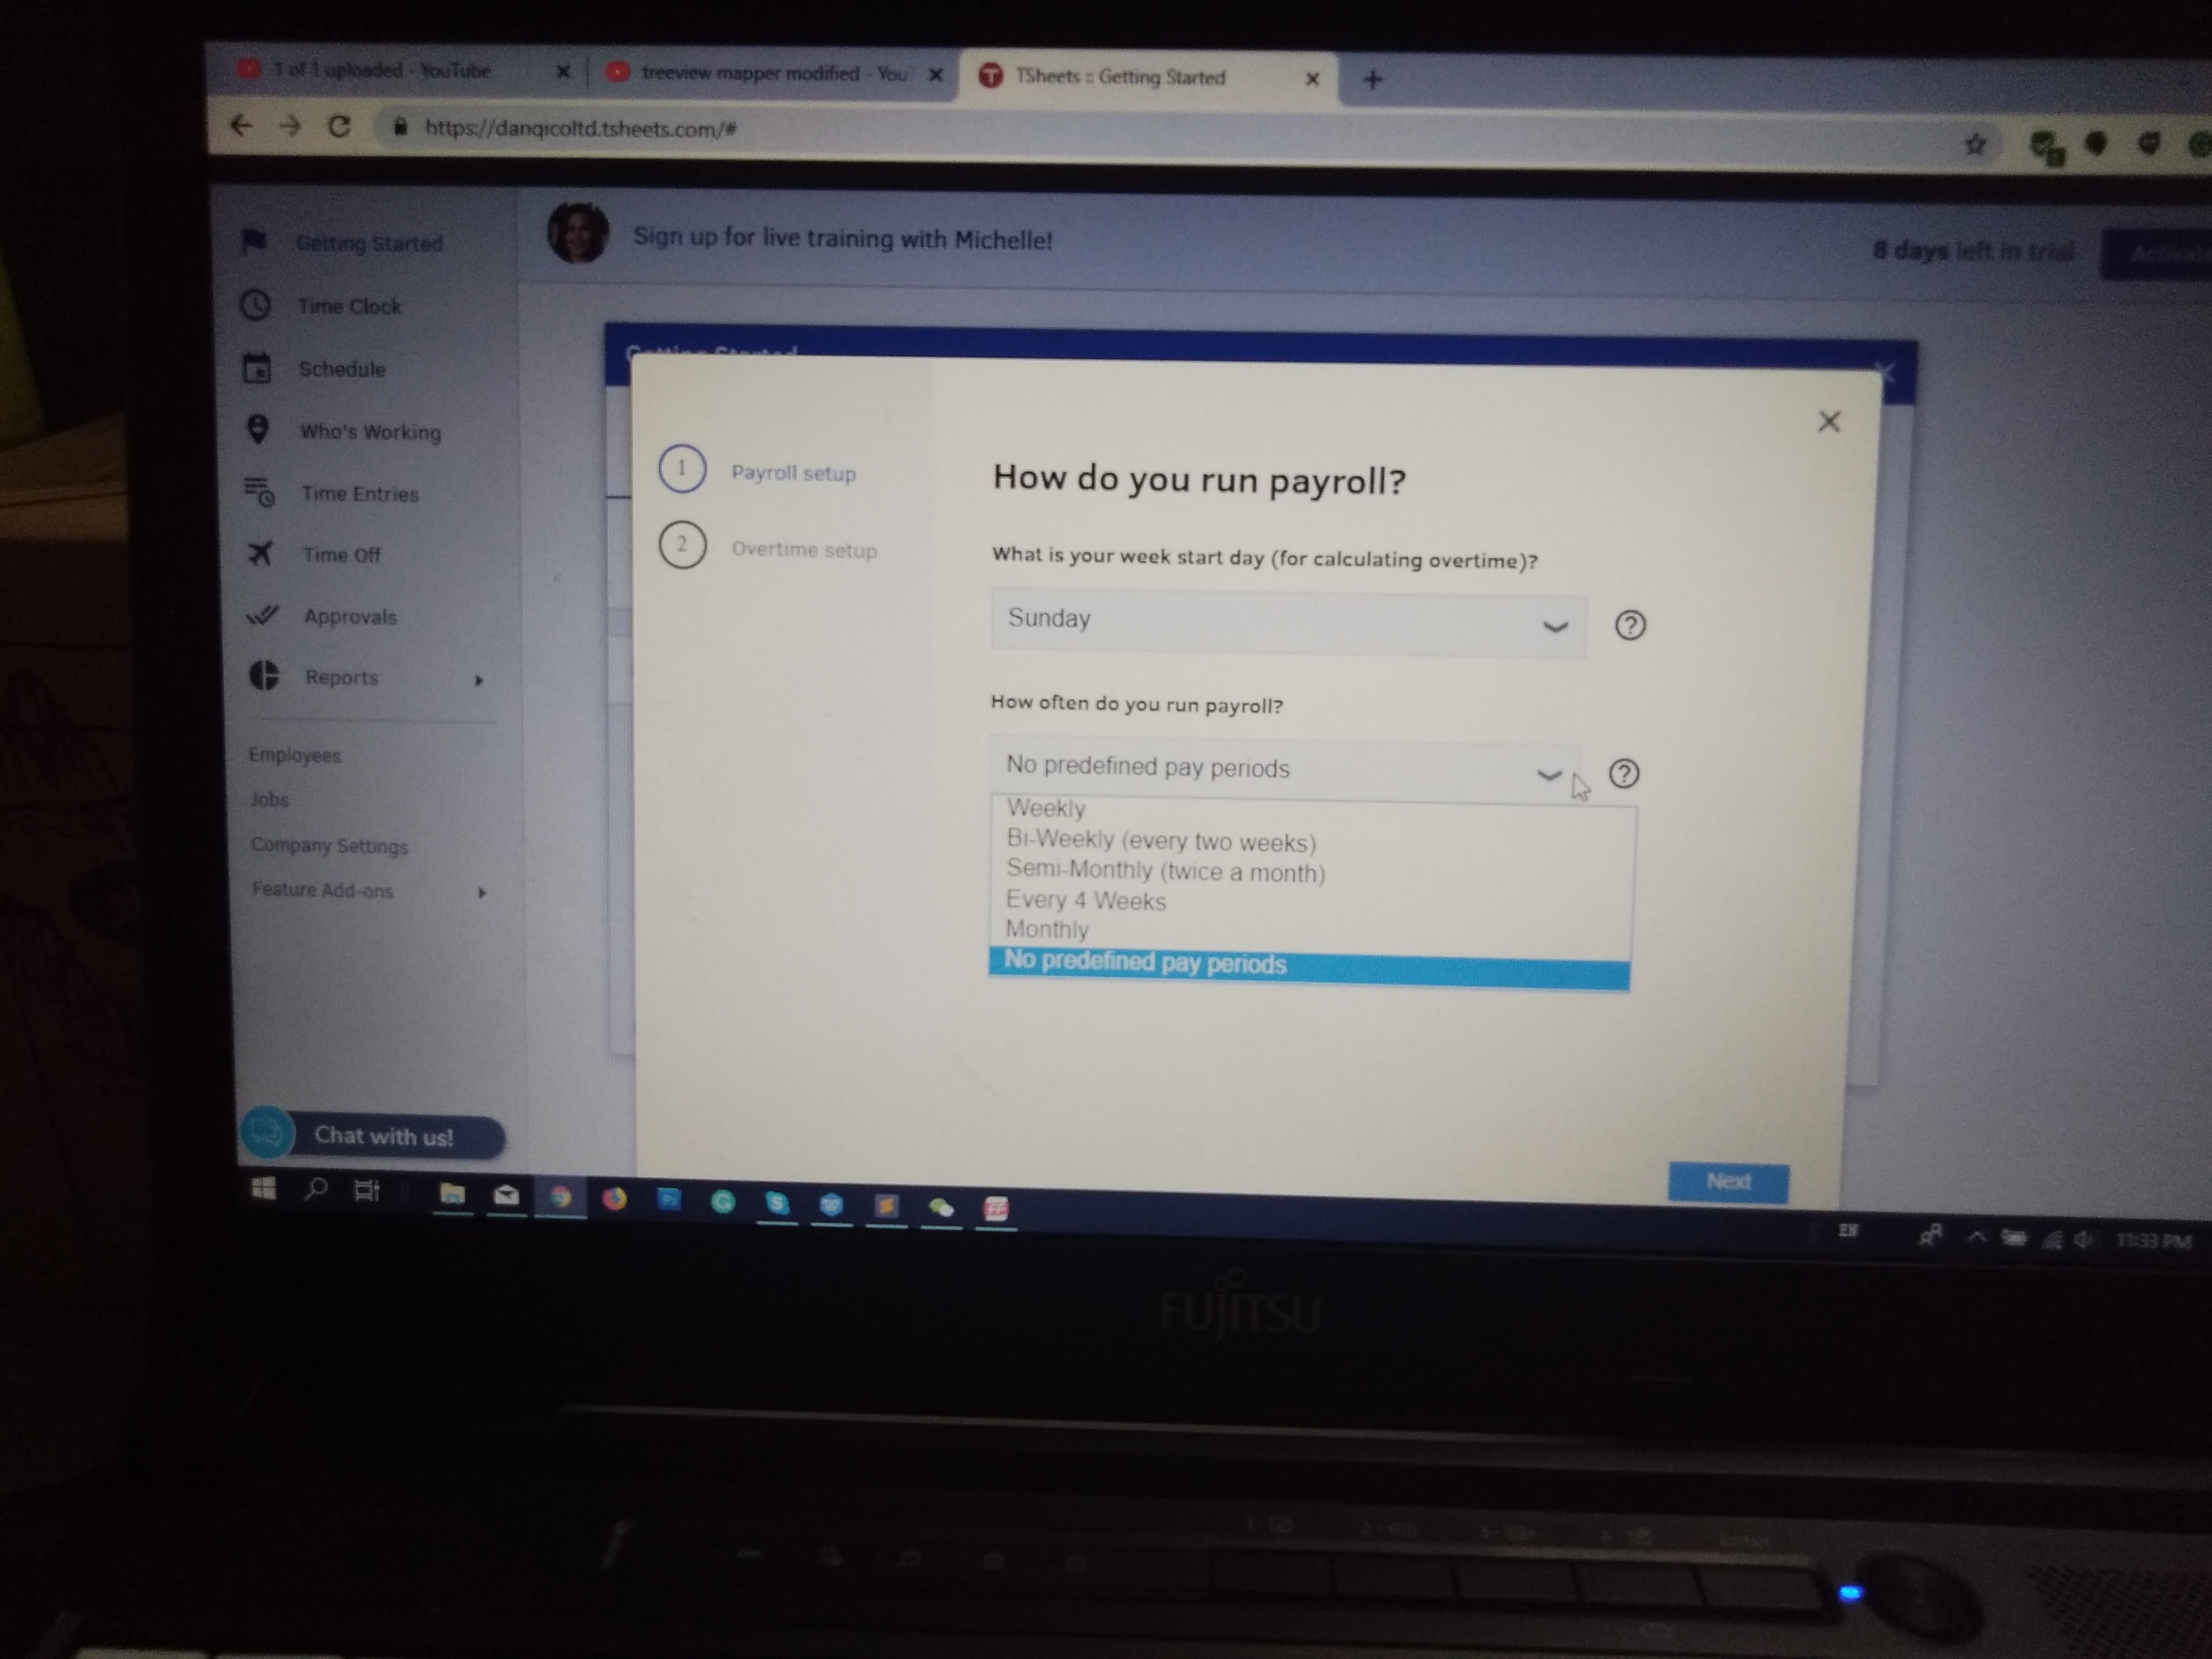 1 of 1 uploaded - YouTube
treeview mapper modified - You
TSheets :: Getting Started
https://danqicoltd.tsheets.com/#
Getting Started
Time Clock
Schedule
Who's Working
Time Entries
Time Off
Approvals
Reports
Employees
Jobs
Company Settings
Feature Add-ons
Chat with us!
Sign up for live training with Michelle!
8 days left in trial
Getting Started
1 Payroll setup
2 Overtime setup
How do you run payroll?
What is your week start day (for calculating overtime)?
Sunday
How often do you run payroll?
No predefined pay periods
Weekly
Bi-Weekly (every two weeks)
Semi-Monthly (twice a month)
Every 4 Weeks
Monthly
No predefined pay periods
Next
Ps
EN
11:33 PM
FUJITSU